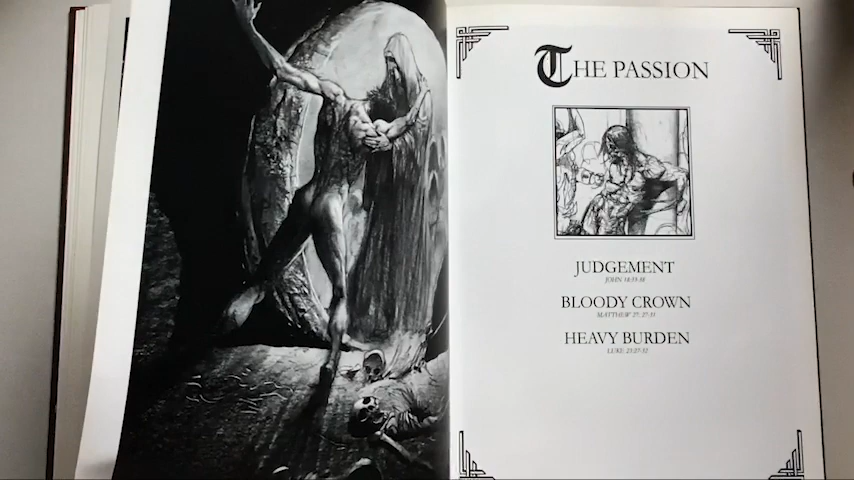 THE PASSION
JUDGEMENT
JOHN 18:33-38
BLOODY CROWN
MATTHEW 27: 27-31
HEAVY BURDEN
LUKE: 23:27-32